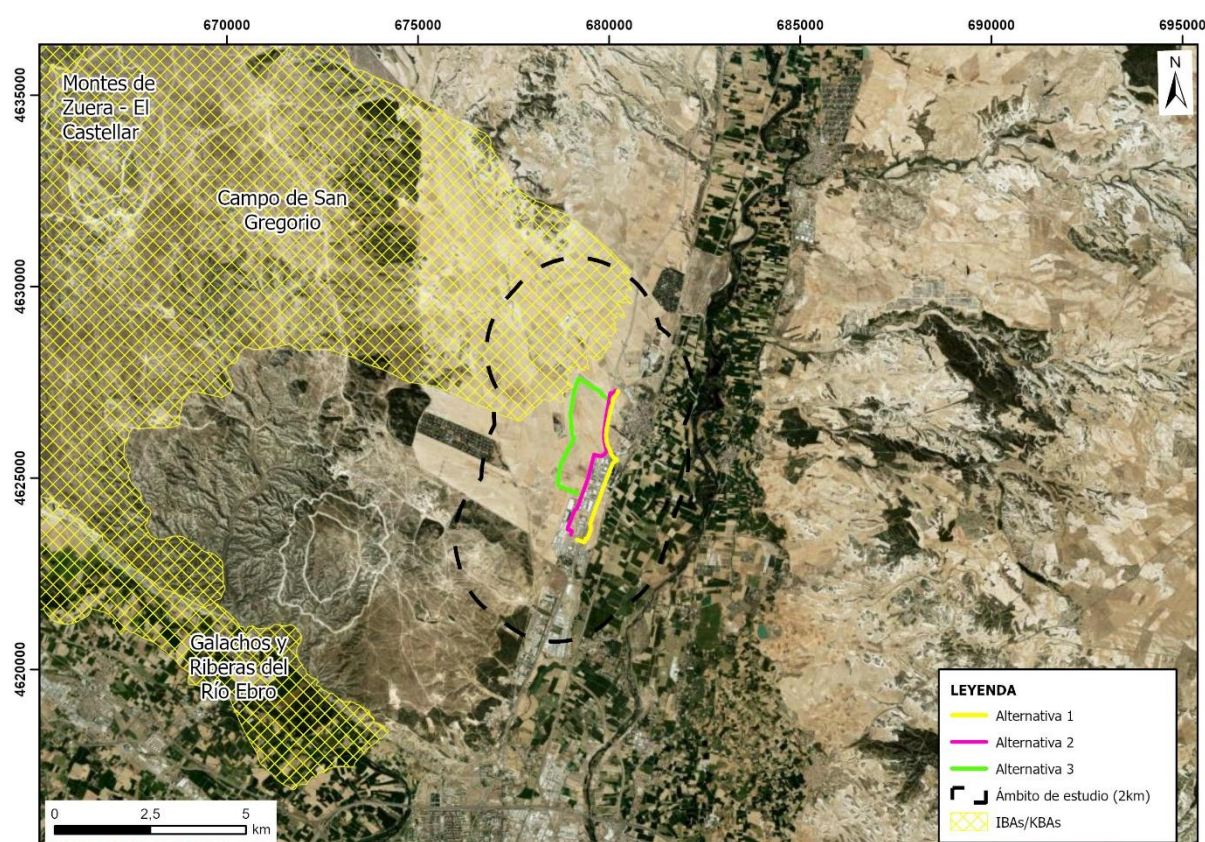 670000
675000
680000
685000
690000
695000
4635000
4630000
4625000
4620000
N
Montes de
Zuera - El
Castellar
Campo de San
Gregorio
Galachos y
Riberas del
Río Ebro
0
2,5
5
km
LEYENDA
Alternativa 1
Alternativa 2
Alternativa 3
Ámbito de estudio (2km)
IBAs/KBAs